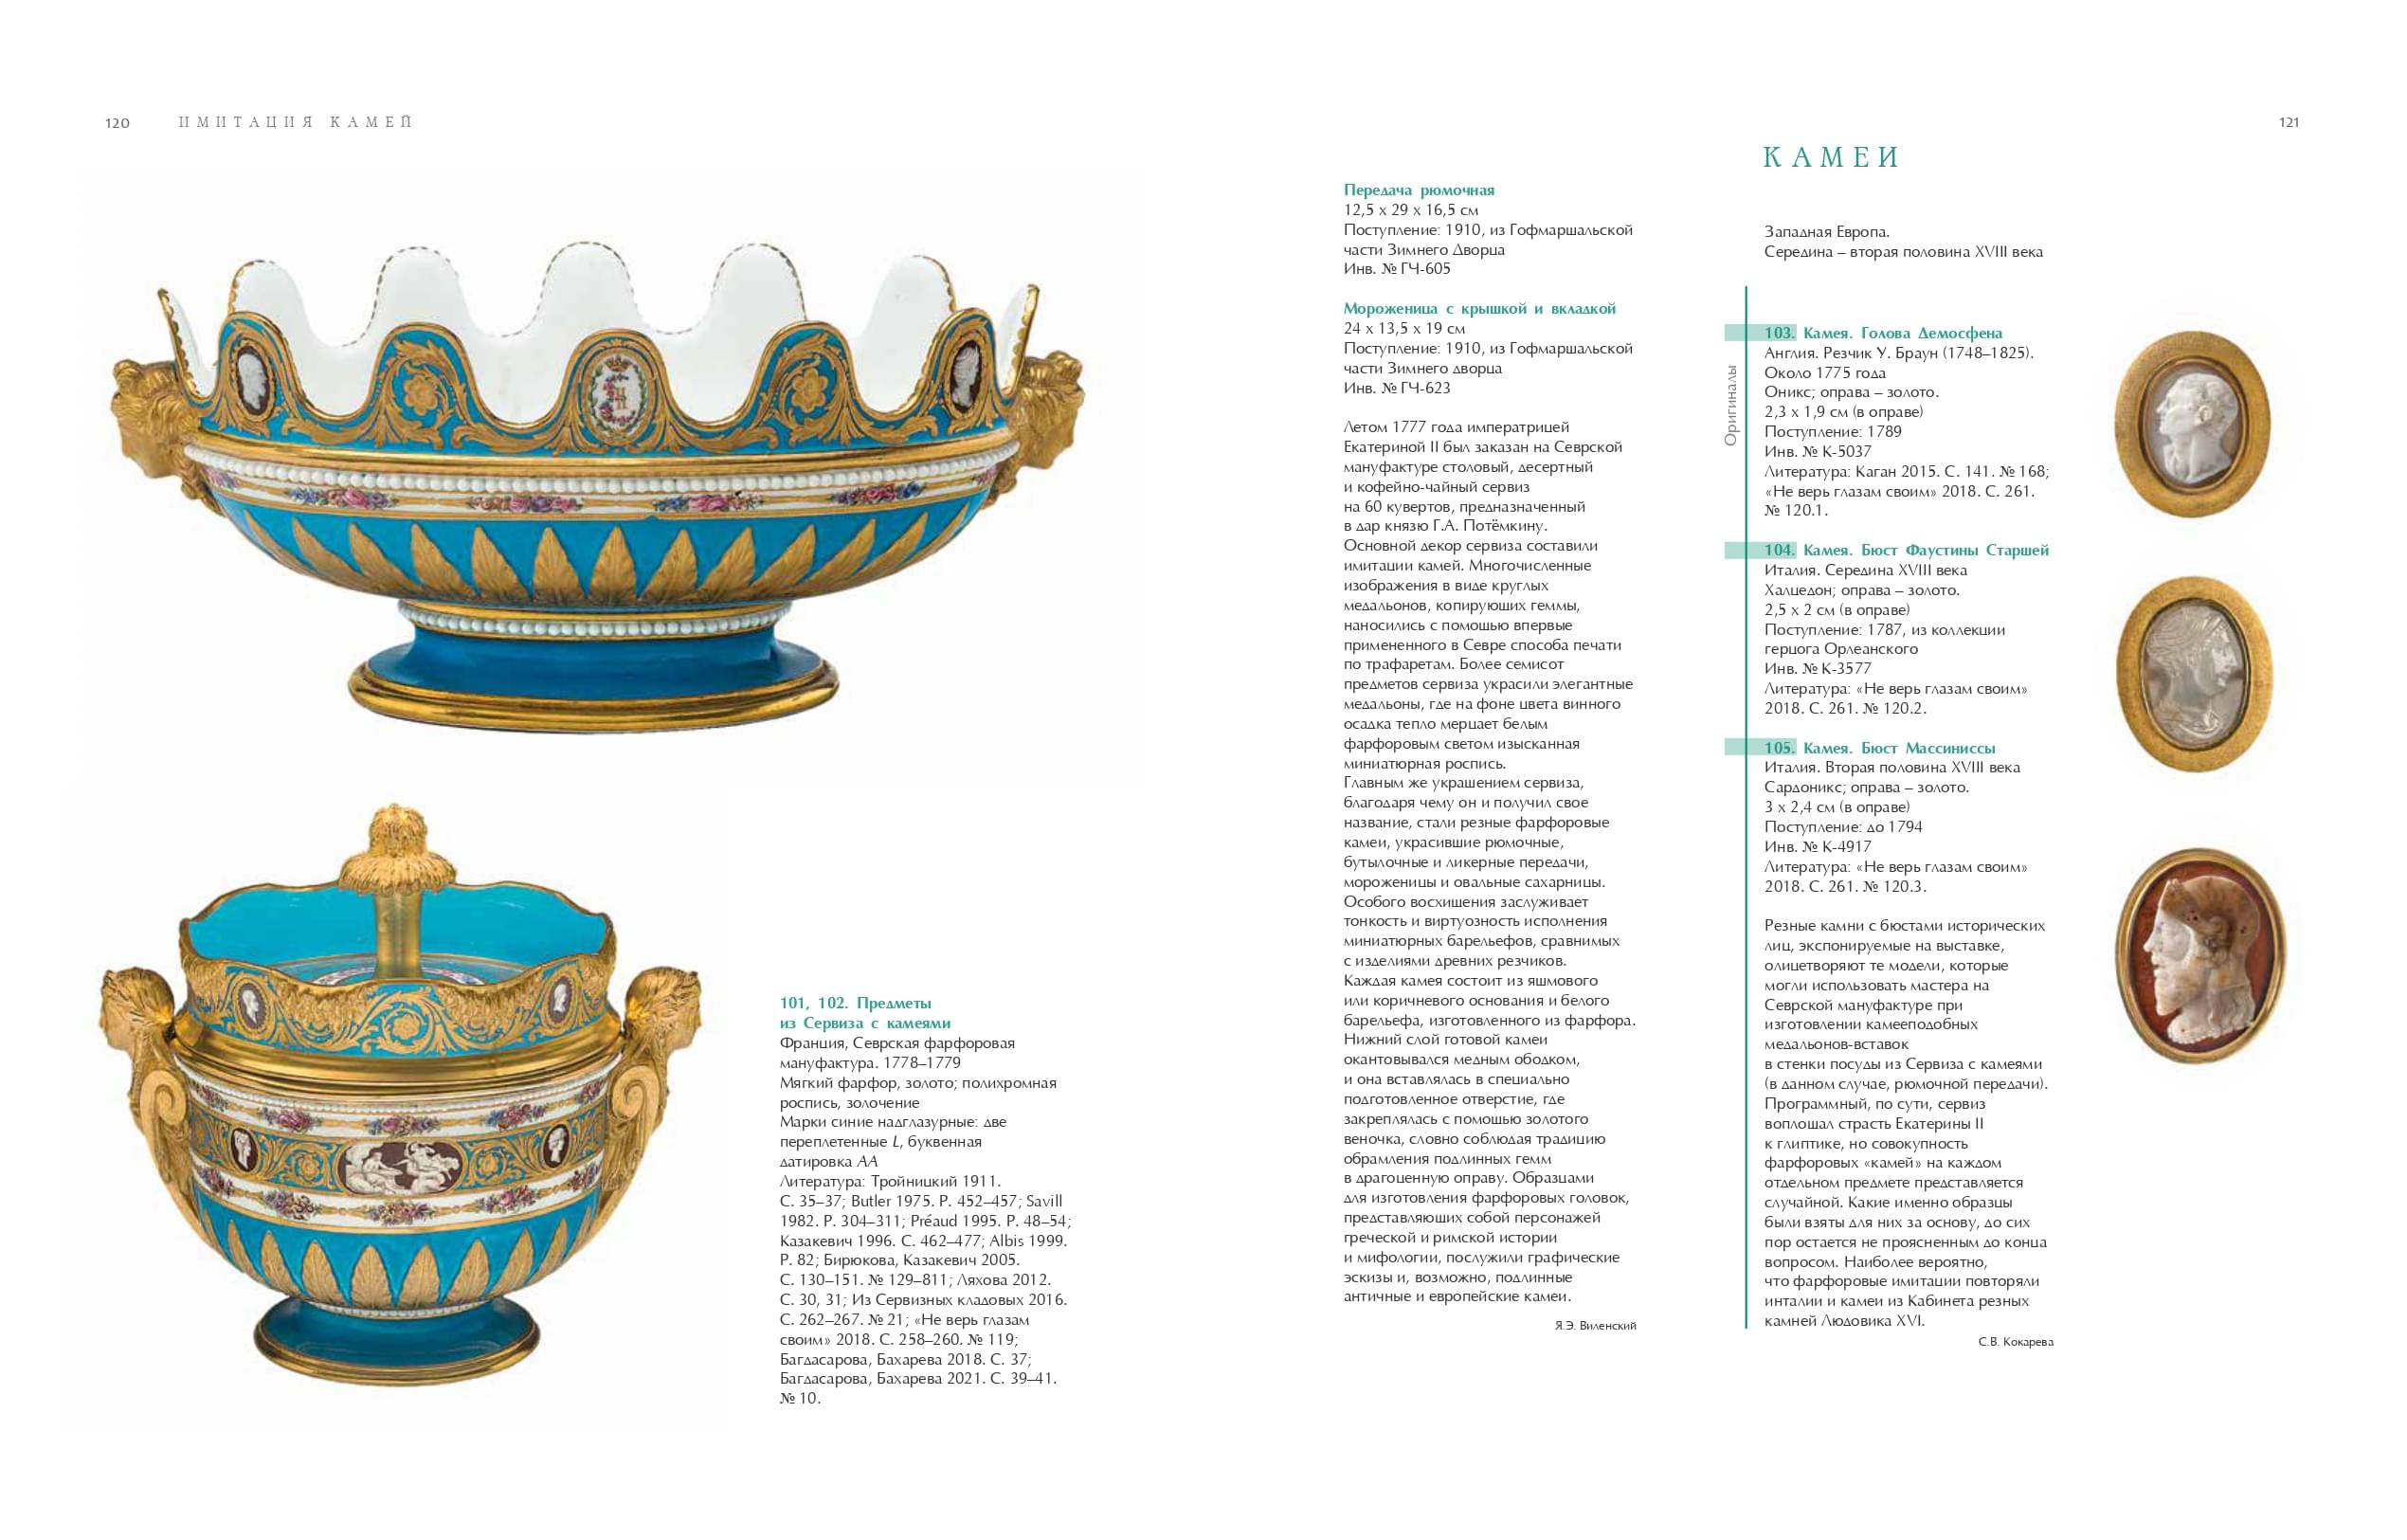 120
ИМИТАЦИЯ КАМЕЙ
101, 102. Предметы
из Сервиза с камеями
Франция, Севрская фарфоровая
мануфактура. 1778–1779
Мягкий фарфор, золото; полихромная
роспись, золочение
Марки синие надглазурные: две
переплетенные L, буквенная
датировка АА
Литература: Тройницкий 1911.
С. 35–37; Butler 1975. P. 452–457; Savill
1982. P. 304–311; Préaud 1995. P. 48–54;
Казакевич 1996. С. 462–477; Albis 1999.
P. 82; Бирюкова, Казакевич 2005.
С. 130–151. № 129–811; Ляхова 2012.
С. 30, 31; Из Сервизных кладовых 2016.
С. 262–267. № 21; «Не верь глазам
своим» 2018. С. 258–260. № 119;
Багдасарова, Бахарева 2018. С. 37;
Багдасарова, Бахарева 2021. С. 39–41.
№ 10.
Передача рюмочная
12,5 х 29 х 16,5 см
Поступление: 1910, из Гофмаршальской
части Зимнего Дворца
Инв. № ГЧ-605
Мороженица с крышкой и вкладкой
24 х 13,5 х 19 см
Поступление: 1910, из Гофмаршальской
части Зимнего дворца
Инв. № ГЧ-623
Летом 1777 года императрицей
Екатериной II был заказан на Севрской
мануфактуре столовый, десертный
и кофейно-чайный сервиз
на 60 кувертов, предназначенный
в дар князю Г.А. Потёмкину.
Основной декор сервиза составили
имитации камей. Многочисленные
изображения в виде круглых
медальонов, копирующих геммы,
наносились с помощью впервые
примененного в Севре способа печати
по трафаретам. Более семисот
предметов сервиза украсили элегантные
медальоны, где на фоне цвета винного
осадка тепло мерцает белым
фарфоровым светом изысканная
миниатюрная роспись.
Главным же украшением сервиза,
благодаря чему он и получил свое
название, стали резные фарфоровые
камеи, украсившие рюмочные,
бутылочные и ликерные передачи,
мороженицы и овальные сахарницы.
Особого восхищения заслуживает
тонкость и виртуозность исполнения
миниатюрных барельефов, сравнимых
с изделиями древних резчиков.
Каждая камея состоит из яшмового
или коричневого основания и белого
барельефа, изготовленного из фарфора.
Нижний слой готовой камеи
окантовывался медным ободком,
и она вставлялась в специально
подготовленное отверстие, где
закреплялась с помощью золотого
веночка, словно соблюдая традицию
обрамления подлинных гемм
в драгоценную оправу. Образцами
для изготовления фарфоровых головок,
представляющих собой персонажей
греческой и римской истории
и мифологии, послужили графические
эскизы и, возможно, подлинные
античные и европейские камеи.
Я.Э. Виленский
121
КАМЕИ
Западная Европа.
Середина – вторая половина XVIII века
Оригиналы
103. Камея. Голова Демосфена
Англия. Резчик У. Браун (1748–1825).
Около 1775 года
Оникс; оправа – золото.
2,3 х 1,9 см (в оправе)
Поступление: 1789
Инв. № К-5037
Литература: Каган 2015. С. 141. № 168;
«Не верь глазам своим» 2018. С. 261.
№ 120.1.
104. Камея. Бюст Фаустины Старшей
Италия. Середина XVIII века
Халцедон; оправа – золото.
2,5 х 2 см (в оправе)
Поступление: 1787, из коллекции
герцога Орлеанского
Инв. № К-3577
Литература: «Не верь глазам своим»
2018. С. 261. № 120.2.
105. Камея. Бюст Массиниссы
Италия. Вторая половина XVIII века
Сардоникс; оправа – золото.
3 х 2,4 см (в оправе)
Поступление: до 1794
Инв. № К-4917
Литература: «Не верь глазам своим»
2018. С. 261. № 120.3.
Резные камни с бюстами исторических
лиц, экспонируемые на выставке,
олицетворяют те модели, которые
могли использовать мастера на
Севрской мануфактуре при
изготовлении камееподобных
медальонов-вставок
в стенки посуды из Сервиза с камеями
(в данном случае, рюмочной передачи).
Программный, по сути, сервиз
воплощал страсть Екатерины II
к глиптике, но совокупность
фарфоровых «камей» на каждом
отдельном предмете представляется
случайной. Какие именно образцы
были взяты для них за основу, до сих
пор остается не проясненным до конца
вопросом. Наиболее вероятно,
что фарфоровые имитации повторяли
инталии и камеи из Кабинета резных
камней Людовика XVI.
С.В. Кокарева